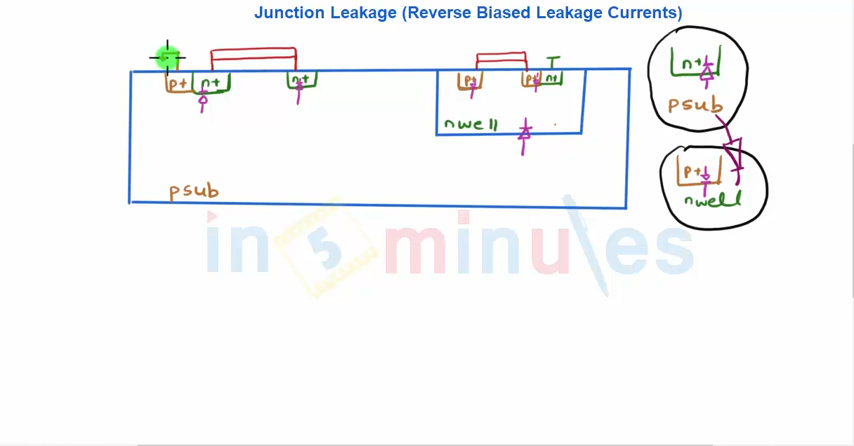 Junction Leakage (Reverse Biased Leakage Currents)
p+ n+ n+ p+ p+ n+
nwell
psub
n+
psub
p+
nwell
in 5 minutes